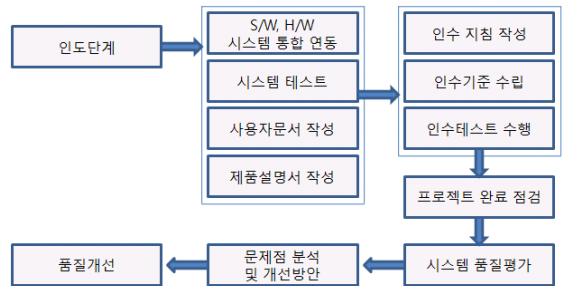 인도단계
S/W, H/W
시스템 통합 연동
시스템 테스트
사용자문서 작성
제품설명서 작성
인수 지침 작성
인수기준 수립
인수테스트 수행
프로젝트 완료 점검
시스템 품질평가
문제점 분석
및 개선방안
품질개선